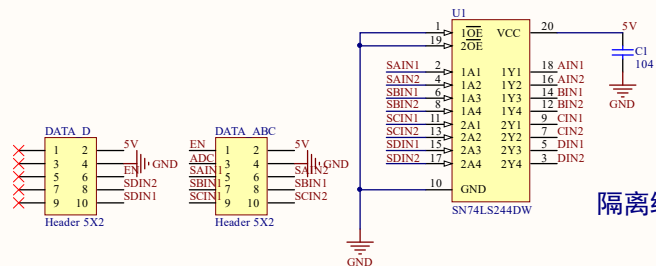 U1
1 1OE VCC 20 5V
19 2OE
C1
104
GND
SAIN1 2 1A1 1Y1 18 AIN1
SAIN2 4 1A2 1Y2 16 AIN2
SBIN1 6 1A3 1Y3 14 BIN1
SBIN2 8 1A4 1Y4 12 BIN2
SCIN1 11 2A1 2Y1 9 CIN1
SCIN2 13 2A2 2Y2 7 CIN2
SDIN1 15 2A3 2Y3 5 DIN1
SDIN2 17 2A4 2Y4 3 DIN2
10 GND
SN74LS244DW
GND
DATA_D
1 2 5V
3 4 GND
5 6 EN
7 8 SDIN2
9 10 SDIN1
Header 5X2
DATA_ABC
EN 1 2 5V
ADC 3 4 GND
SAIN1 5 6 SAIN2
SBIN1 7 8 SBIN1
SCIN1 9 10 SCIN2
Header 5X2
隔离